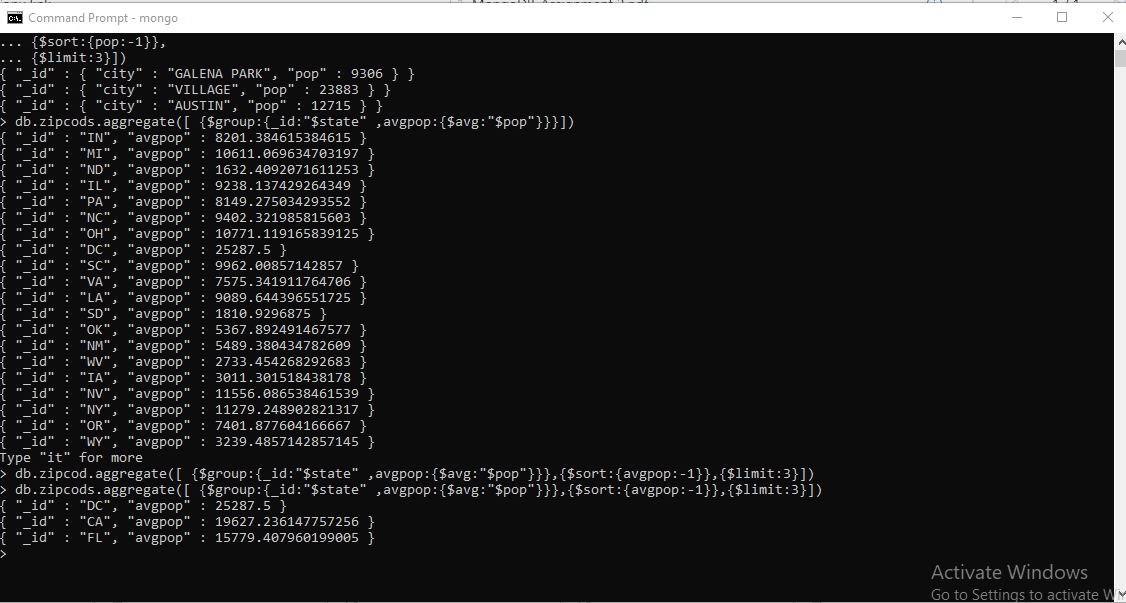 Command Prompt - mongo
... {$sort:{pop:-1}},
... {$limit:3}])
{ "_id" : { "city" : "GALENA PARK", "pop" : 9306 } }
{ "_id" : { "city" : "VILLAGE", "pop" : 23883 } }
{ "_id" : { "city" : "AUSTIN", "pop" : 12715 } }
> db.zipcods.aggregate([ {$group:{_id:"$state" ,avgpop:{$avg:"$pop"}}}])
{ "_id" : "IN", "avgpop" : 8201.384615384615 }
{ "_id" : "MI", "avgpop" : 10611.069634703197 }
{ "_id" : "ND", "avgpop" : 1632.4092071611253 }
{ "_id" : "IL", "avgpop" : 9238.137429264349 }
{ "_id" : "PA", "avgpop" : 8149.275034293552 }
{ "_id" : "NC", "avgpop" : 9402.321985815603 }
{ "_id" : "OH", "avgpop" : 10771.119165839125 }
{ "_id" : "DC", "avgpop" : 25287.5 }
{ "_id" : "SC", "avgpop" : 9962.00857142857 }
{ "_id" : "VA", "avgpop" : 7575.341911764706 }
{ "_id" : "LA", "avgpop" : 9089.644396551725 }
{ "_id" : "SD", "avgpop" : 1810.9296875 }
{ "_id" : "OK", "avgpop" : 5367.892491467577 }
{ "_id" : "NM", "avgpop" : 5489.380434782609 }
{ "_id" : "WV", "avgpop" : 2733.454268292683 }
{ "_id" : "IA", "avgpop" : 3011.301518438178 }
{ "_id" : "NV", "avgpop" : 11556.086538461539 }
{ "_id" : "NY", "avgpop" : 11279.248902821317 }
{ "_id" : "OR", "avgpop" : 7401.877604166667 }
{ "_id" : "WY", "avgpop" : 3239.4857142857145 }
Type "it" for more
> db.zipcod.aggregate([ {$group:{_id:"$state" ,avgpop:{$avg:"$pop"}}},{$sort:{avgpop:-1}},{$limit:3}])
> db.zipcods.aggregate([ {$group:{_id:"$state" ,avgpop:{$avg:"$pop"}}},{$sort:{avgpop:-1}},{$limit:3}])
{ "_id" : "DC", "avgpop" : 25287.5 }
{ "_id" : "CA", "avgpop" : 19627.236147757256 }
{ "_id" : "FL", "avgpop" : 15779.407960199005 }
>
Activate Windows
Go to Settings to activate W